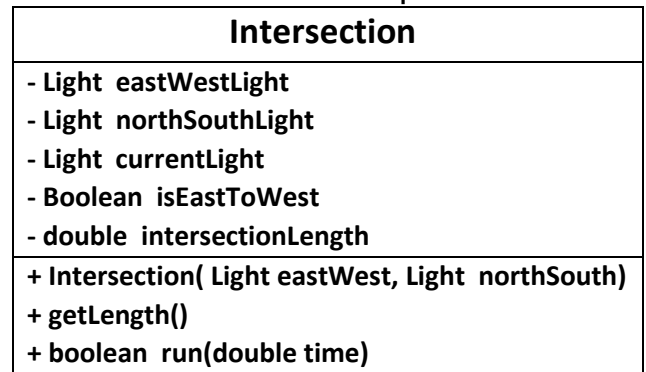 Intersection
- Light eastWestLight
- Light northSouthLight
- Light currentLight
- Boolean isEastToWest
- double intersectionLength
+ Intersection( Light eastWest, Light northSouth)
+ getLength()
+ boolean run(double time)